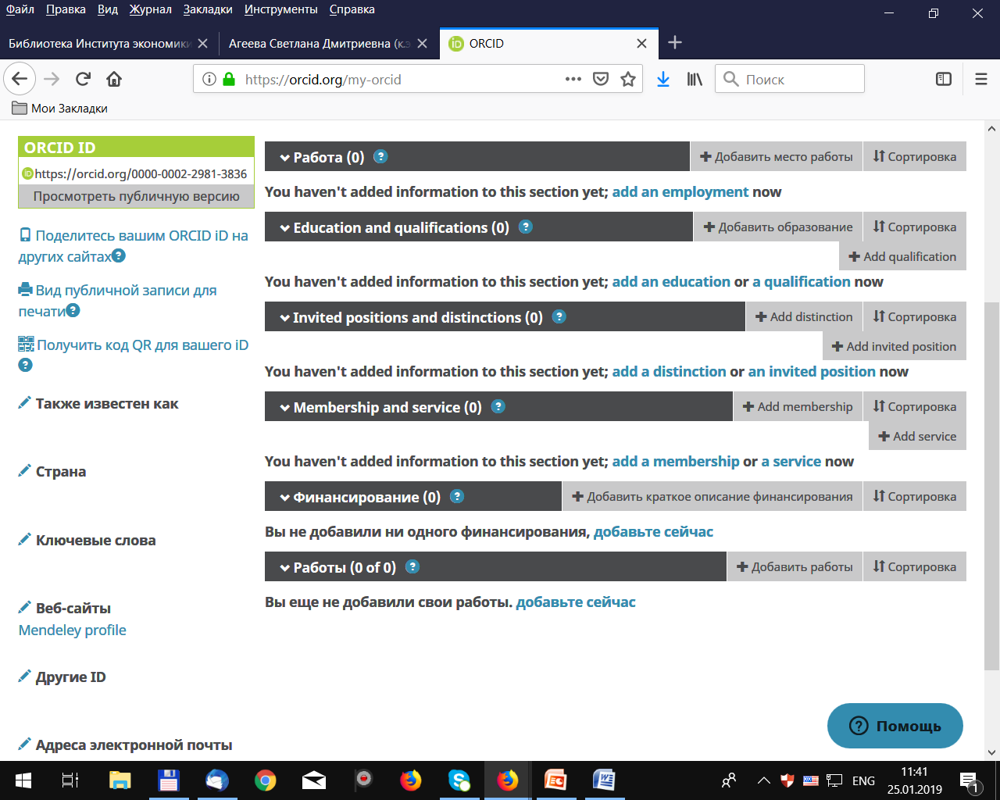 Файл Правка Вид Журнал Закладки Инструменты Справка
Библиотека Института экономики
Агеева Светлана Дмитриевна (к.э
ORCID
https://orcid.org/my-orcid
Поиск
Мои Закладки
ORCID ID
https://orcid.org/0000-0002-2981-3836
Просмотреть публичную версию
Поделитесь вашим ORCID iD на
других сайтах
Вид публичной записи для
печати
Получить код QR для вашего iD
Также известен как
Страна
Ключевые слова
Веб-сайты
Mendeley profile
Другие ID
Адреса электронной почты
Работа (0) Добавить место работы Сортировка
You haven't added information to this section yet; add an employment now
Education and qualifications (0) Добавить образование Сортировка
Add qualification
You haven't added information to this section yet; add an education or a qualification now
Invited positions and distinctions (0) Add distinction Сортировка
Add invited position
You haven't added information to this section yet; add a distinction or an invited position now
Membership and service (0) Add membership Сортировка
Add service
You haven't added information to this section yet; add a membership or a service now
Финансирование (0) Добавить краткое описание финансирования Сортировка
Вы не добавили ни одного финансирования, добавьте сейчас
Работы (0 of 0) Добавить работы Сортировка
Вы еще не добавили свои работы. добавьте сейчас
Помощь
ENG
11:41
25.01.2019
1